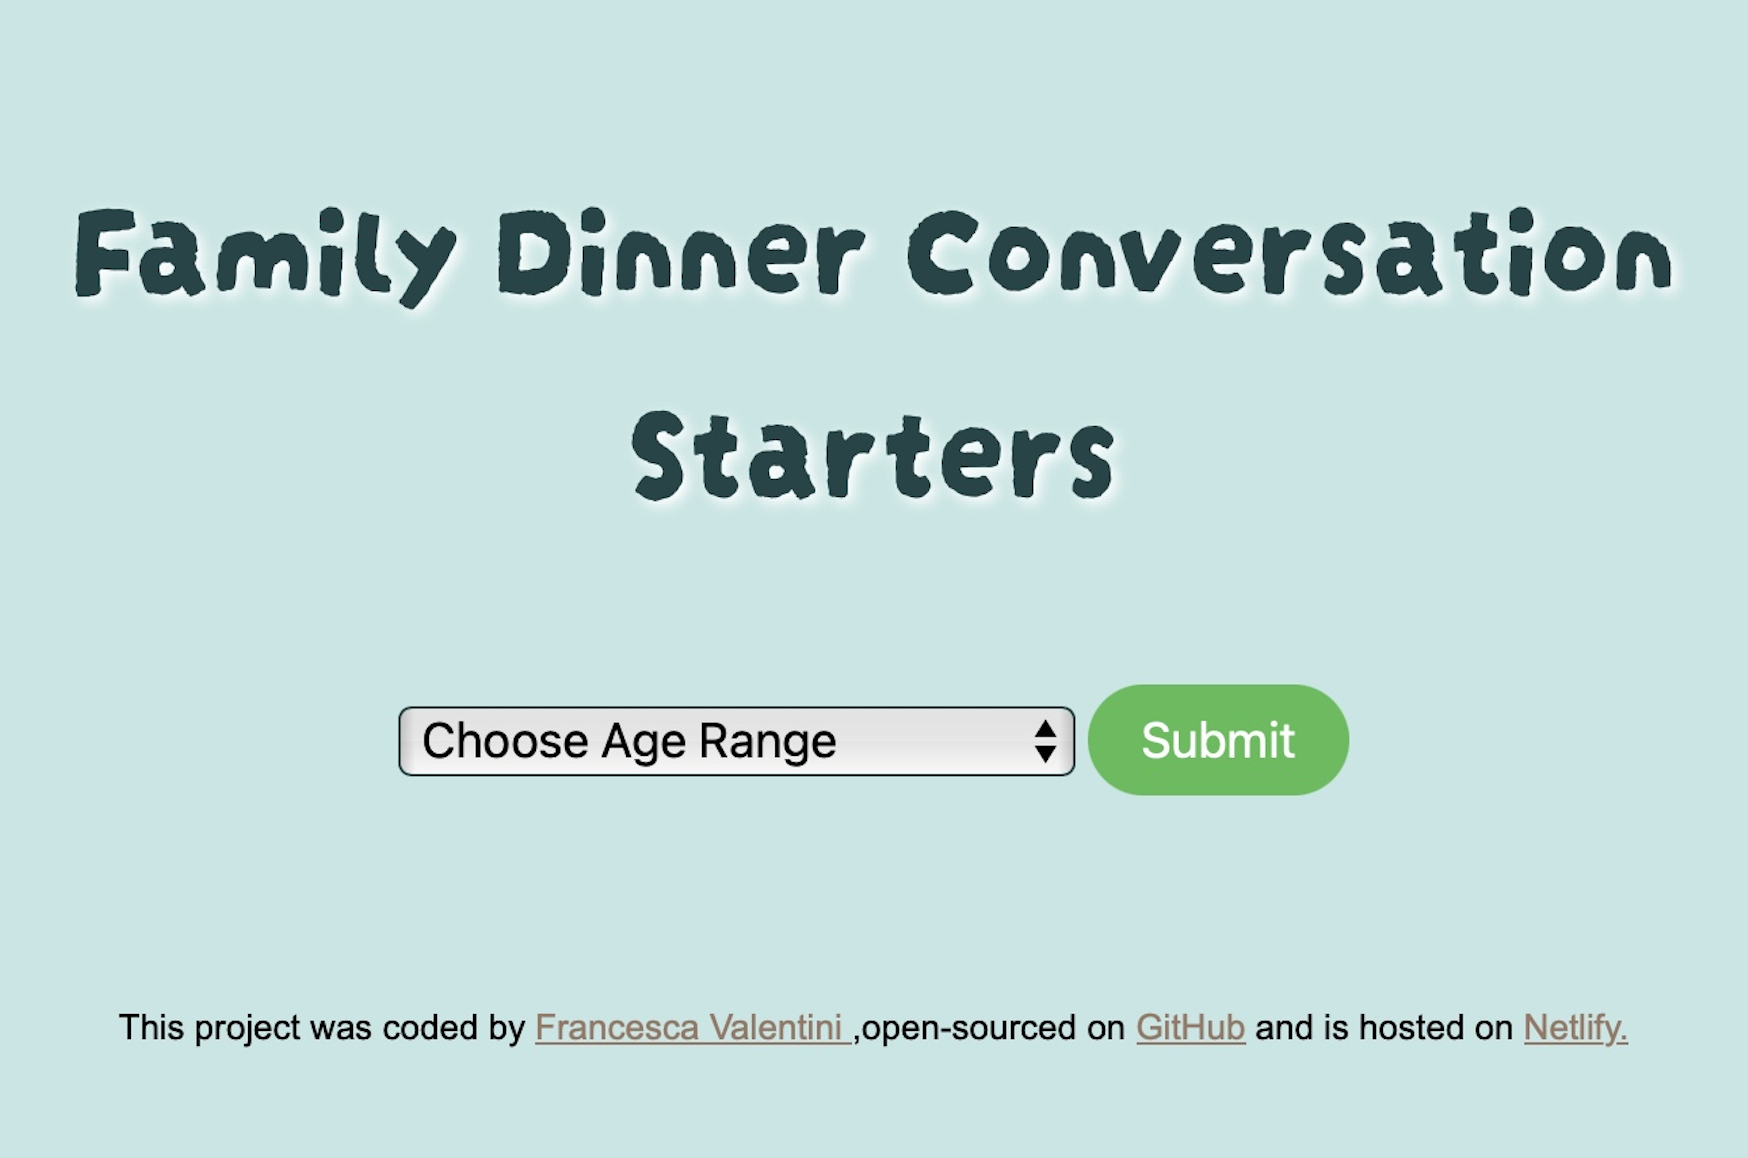 Family Dinner Conversation
Starters
Choose Age Range
Submit
This project was coded by Francesca Valentini ,open-sourced on GitHub and is hosted on Netlify.